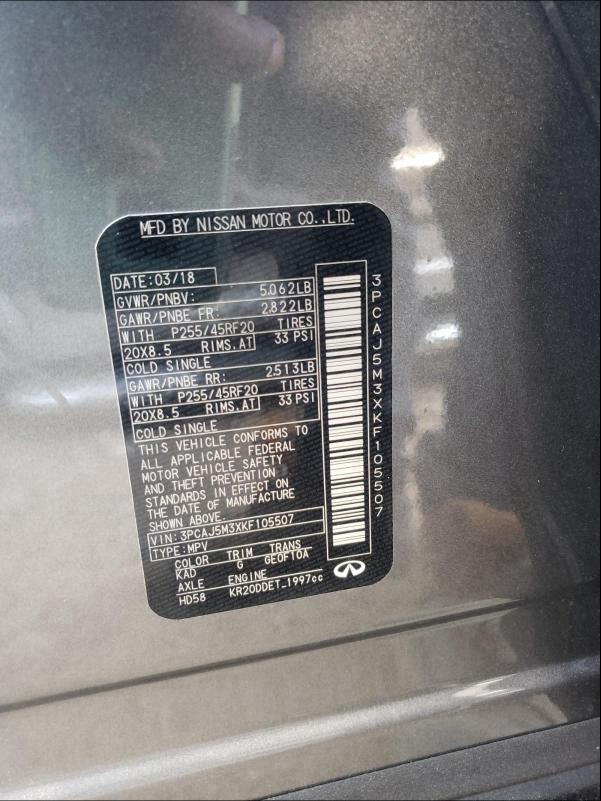 MFD BY NISSAN MOTOR CO.,LTD.
DATE:03/18
GVWR/PNBV: 5,062LB
GAWR/PNBE FR: 2,822LB
WITH P255/45RF20 TIRES
20X8.5 RIMS.AT 33 PSI
COLD SINGLE
GAWR/PNBE RR: 2,513LB
WITH P255/45RF20 TIRES
20X8.5 RIMS.AT 33 PSI
COLD SINGLE
THIS VEHICLE CONFORMS TO
ALL APPLICABLE FEDERAL
MOTOR VEHICLE SAFETY
AND THEFT PREVENTION
STANDARDS IN EFFECT ON
THE DATE OF MANUFACTURE
SHOWN ABOVE.
VIN: 3PCAJ5M3XKF105507
TYPE: MPV
COLOR TRIM TRANS
KAD G GE0F10A
AXLE ENGINE
HD58 KR20DDET_1997cc
3PCAJ5M3XKF105507